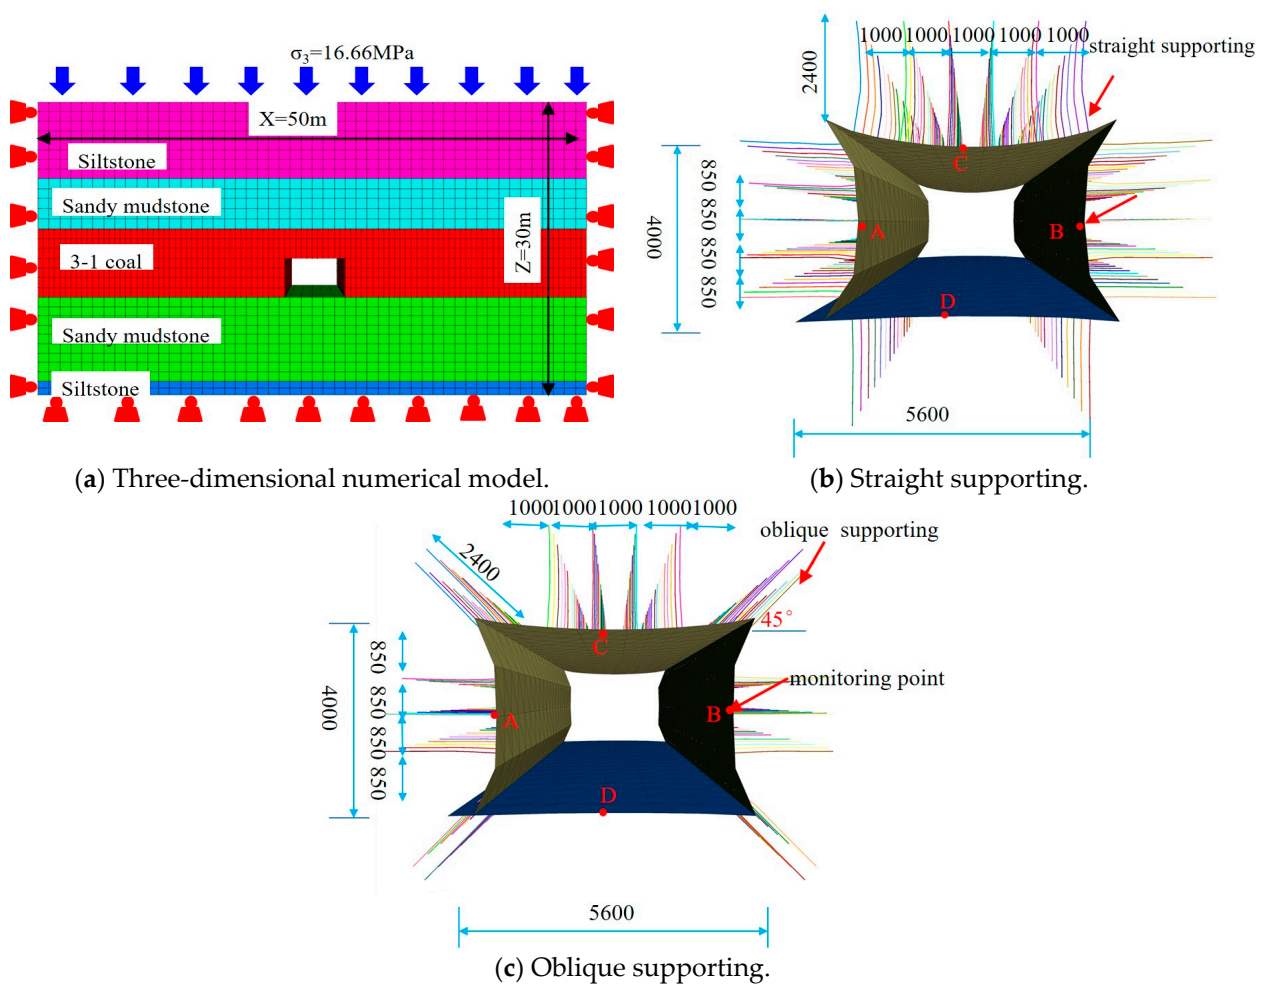 σ3=16.66MPa
X=50m
Siltstone
Sandy mudstone
Z=30m
3-1 coal
Sandy mudstone
Siltstone
(a) Three-dimensional numerical model.
1000 1000 1000 1000 1000
straight supporting
2400
C
850 850 850 850
4000
A
B
D
5600
(b) Straight supporting.
1000 1000 1000 1000 1000
oblique supporting
2400
45°
C
850 850 850 850
4000
monitoring point
A
B
D
5600
(c) Oblique supporting.